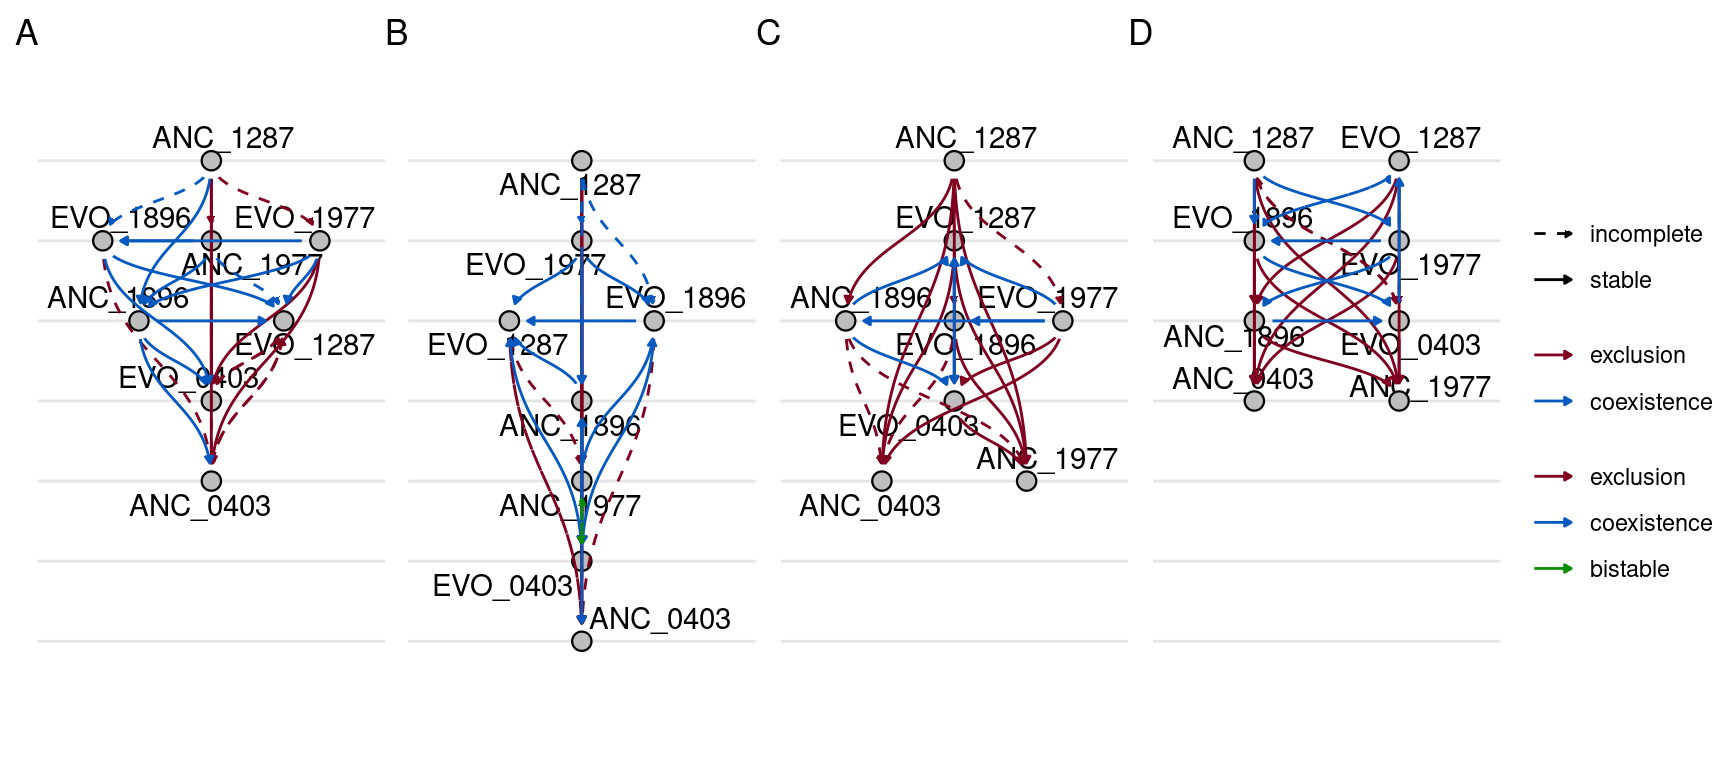 A
B
C
D
ANC_1287
EVO_1896
EVO_1977
ANC_1977
ANC_1896
EVO_1287
EVO_0403
ANC_0403
ANC_1287
EVO_1977
EVO_1896
EVO_1287
ANC_1896
ANC_1977
EVO_0403
ANC_0403
ANC_1287
EVO_1287
ANC_1896
EVO_1977
EVO_1896
EVO_0403
ANC_1977
ANC_0403
ANC_1287
EVO_1287
EVO_1896
EVO_1977
ANC_1896
EVO_0403
ANC_0403
ANC_1977
incomplete
stable
exclusion
coexistence
exclusion
coexistence
bistable